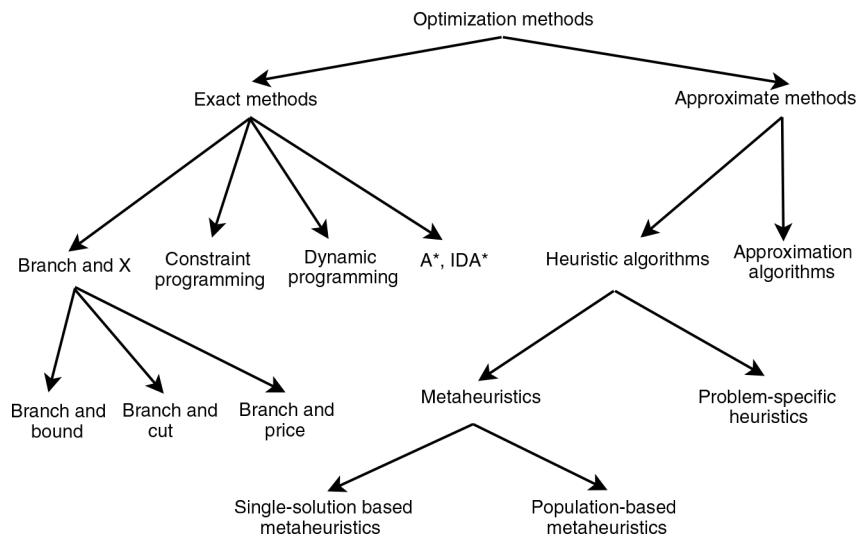 Optimization methods
Exact methods
Approximate methods
Branch and X
Constraint
programming
Dynamic
programming
A*, IDA*
Heuristic algorithms
Approximation
algorithms
Branch and
bound
Branch and
cut
Branch and
price
Metaheuristics
Problem-specific
heuristics
Single-solution based
metaheuristics
Population-based
metaheuristics